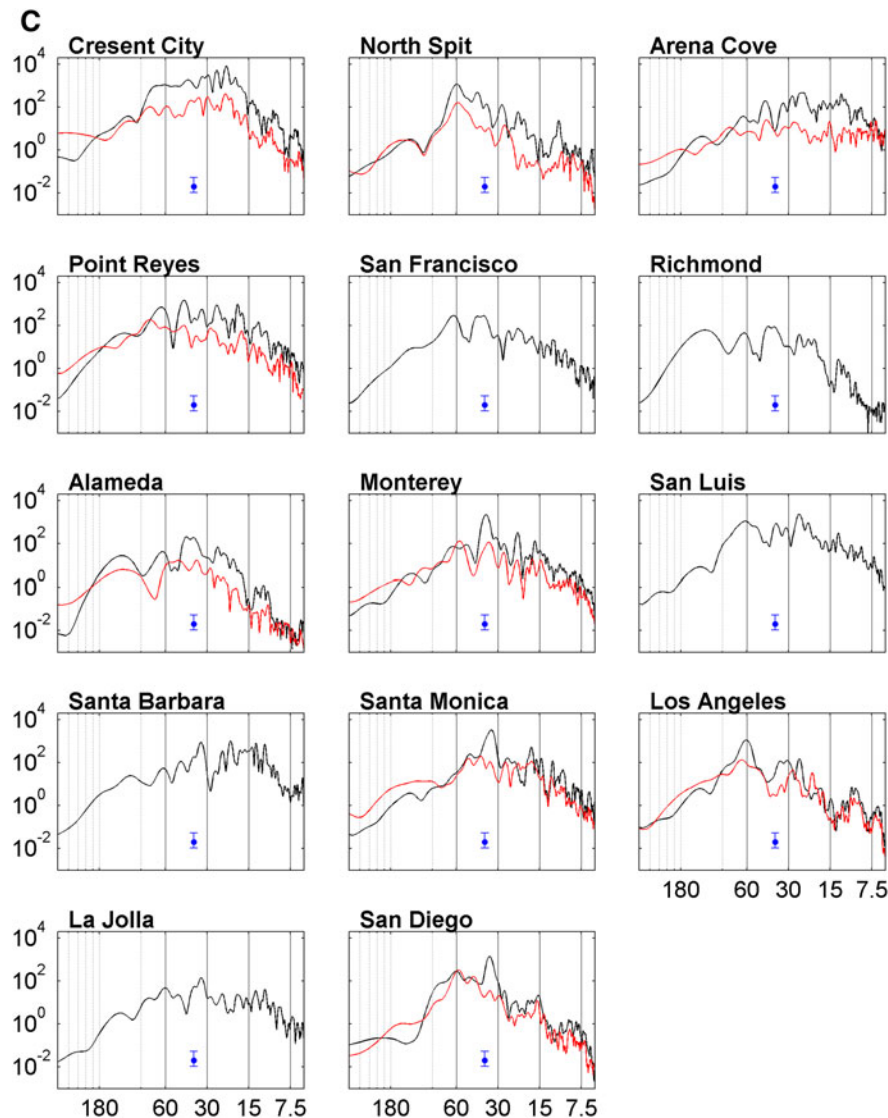 C
Cresent City North Spit Arena Cove
10^4
10^2
10^0
10^-2
Point Reyes San Francisco Richmond
10^4
10^2
10^0
10^-2
Alameda Monterey San Luis
10^4
10^2
10^0
10^-2
Santa Barbara Santa Monica Los Angeles
10^4
10^2
10^0
10^-2
180 60 30 15 7.5
La Jolla San Diego
10^4
10^2
10^0
10^-2
180 60 30 15 7.5 180 60 30 15 7.5